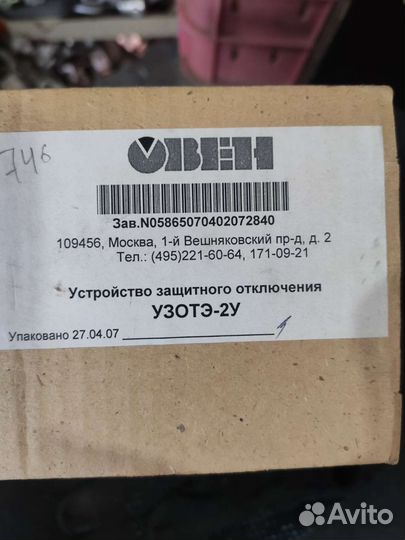 746
ОВЕН
Зав.N05865070402072840
109456, Москва, 1-й Вешняковский пр-д, д. 2
Тел.: (495)221-60-64, 171-09-21
Устройство защитного отключения
УЗОТЭ-2У
Упаковано 27.04.07
Avito